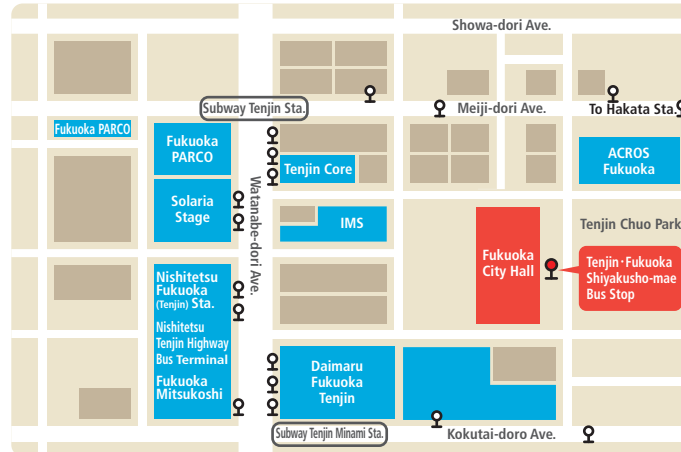 Showa-dori Ave.
Subway Tenjin Sta.
Meiji-dori Ave.
To Hakata Sta.
Fukuoka PARCO
Fukuoka
PARCO
Tenjin Core
ACROS
Fukuoka
Solaria
Stage
Watanabe-dori Ave.
IMS
Tenjin Chuo Park
Fukuoka
City Hall
Tenjin·Fukuoka
Shiyakusho-mae
Bus Stop
Nishitetsu
Fukuoka
(Tenjin) Sta.
Nishitetsu
Tenjin Highway
Bus Terminal
Fukuoka
Mitsukoshi
Daimaru
Fukuoka
Tenjin
Subway Tenjin Minami Sta.
Kokutai-doro Ave.